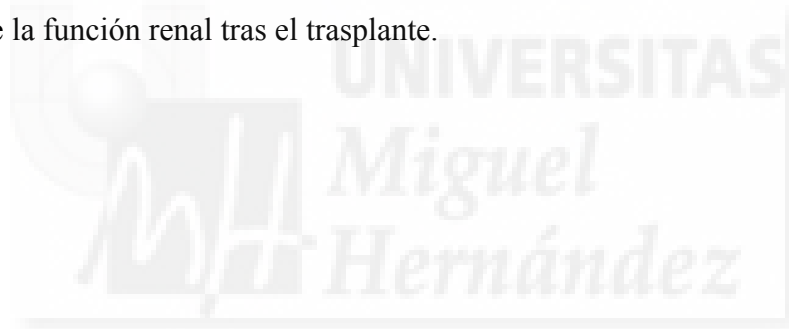 e la función renal tras el trasplante.
UNIVERSITAS
Miguel
Hernández